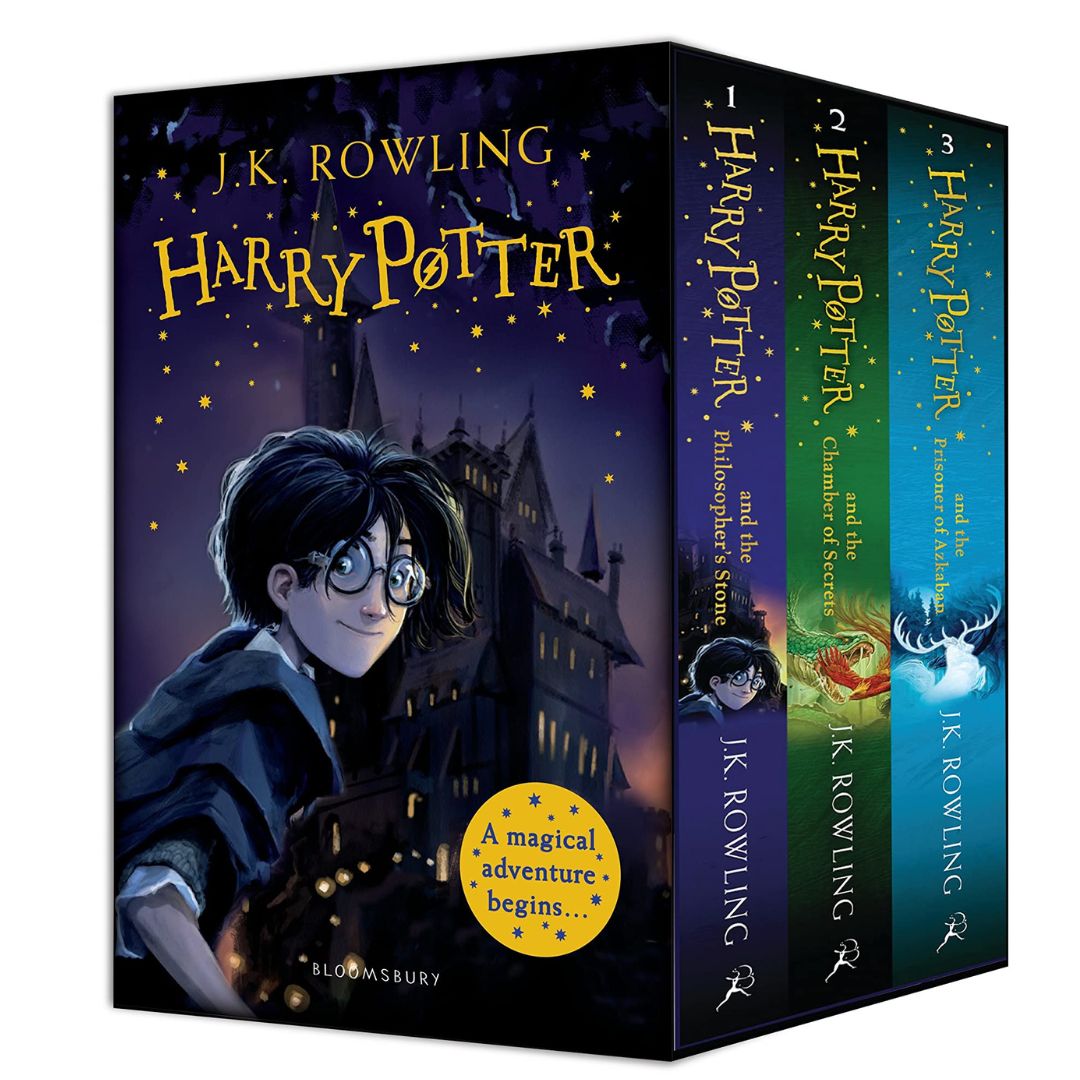 J.K. ROWLING
HARRY POTTER
A magical
adventure
begins...
BLOOMSBURY
1
HARRY POTTER
and the
Philosopher's Stone
J.K. ROWLING
2
HARRY POTTER
and the
Chamber of Secrets
J.K. ROWLING
3
HARRY POTTER
and the
Prisoner of Azkaban
J.K. ROWLING